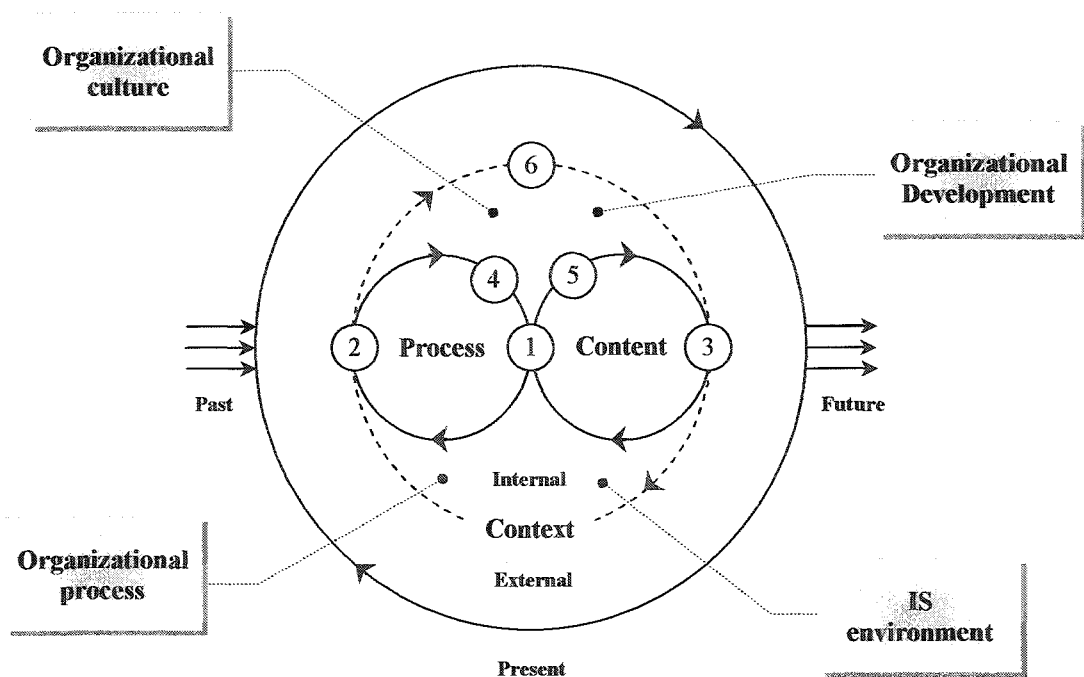 Organizational
culture
6
Organizational
Development
4
5
2
Process
1
Content
3
Past
Future
Internal
Context
Organizational
process
External
IS
environment
Present